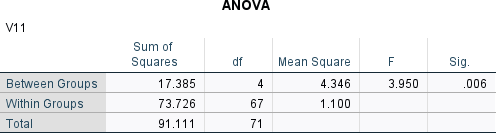 ANOVA
V11
Sum of Squares df Mean Square F Sig.
Between Groups 17.385 4 4.346 3.950 .006
Within Groups 73.726 67 1.100
Total 91.111 71